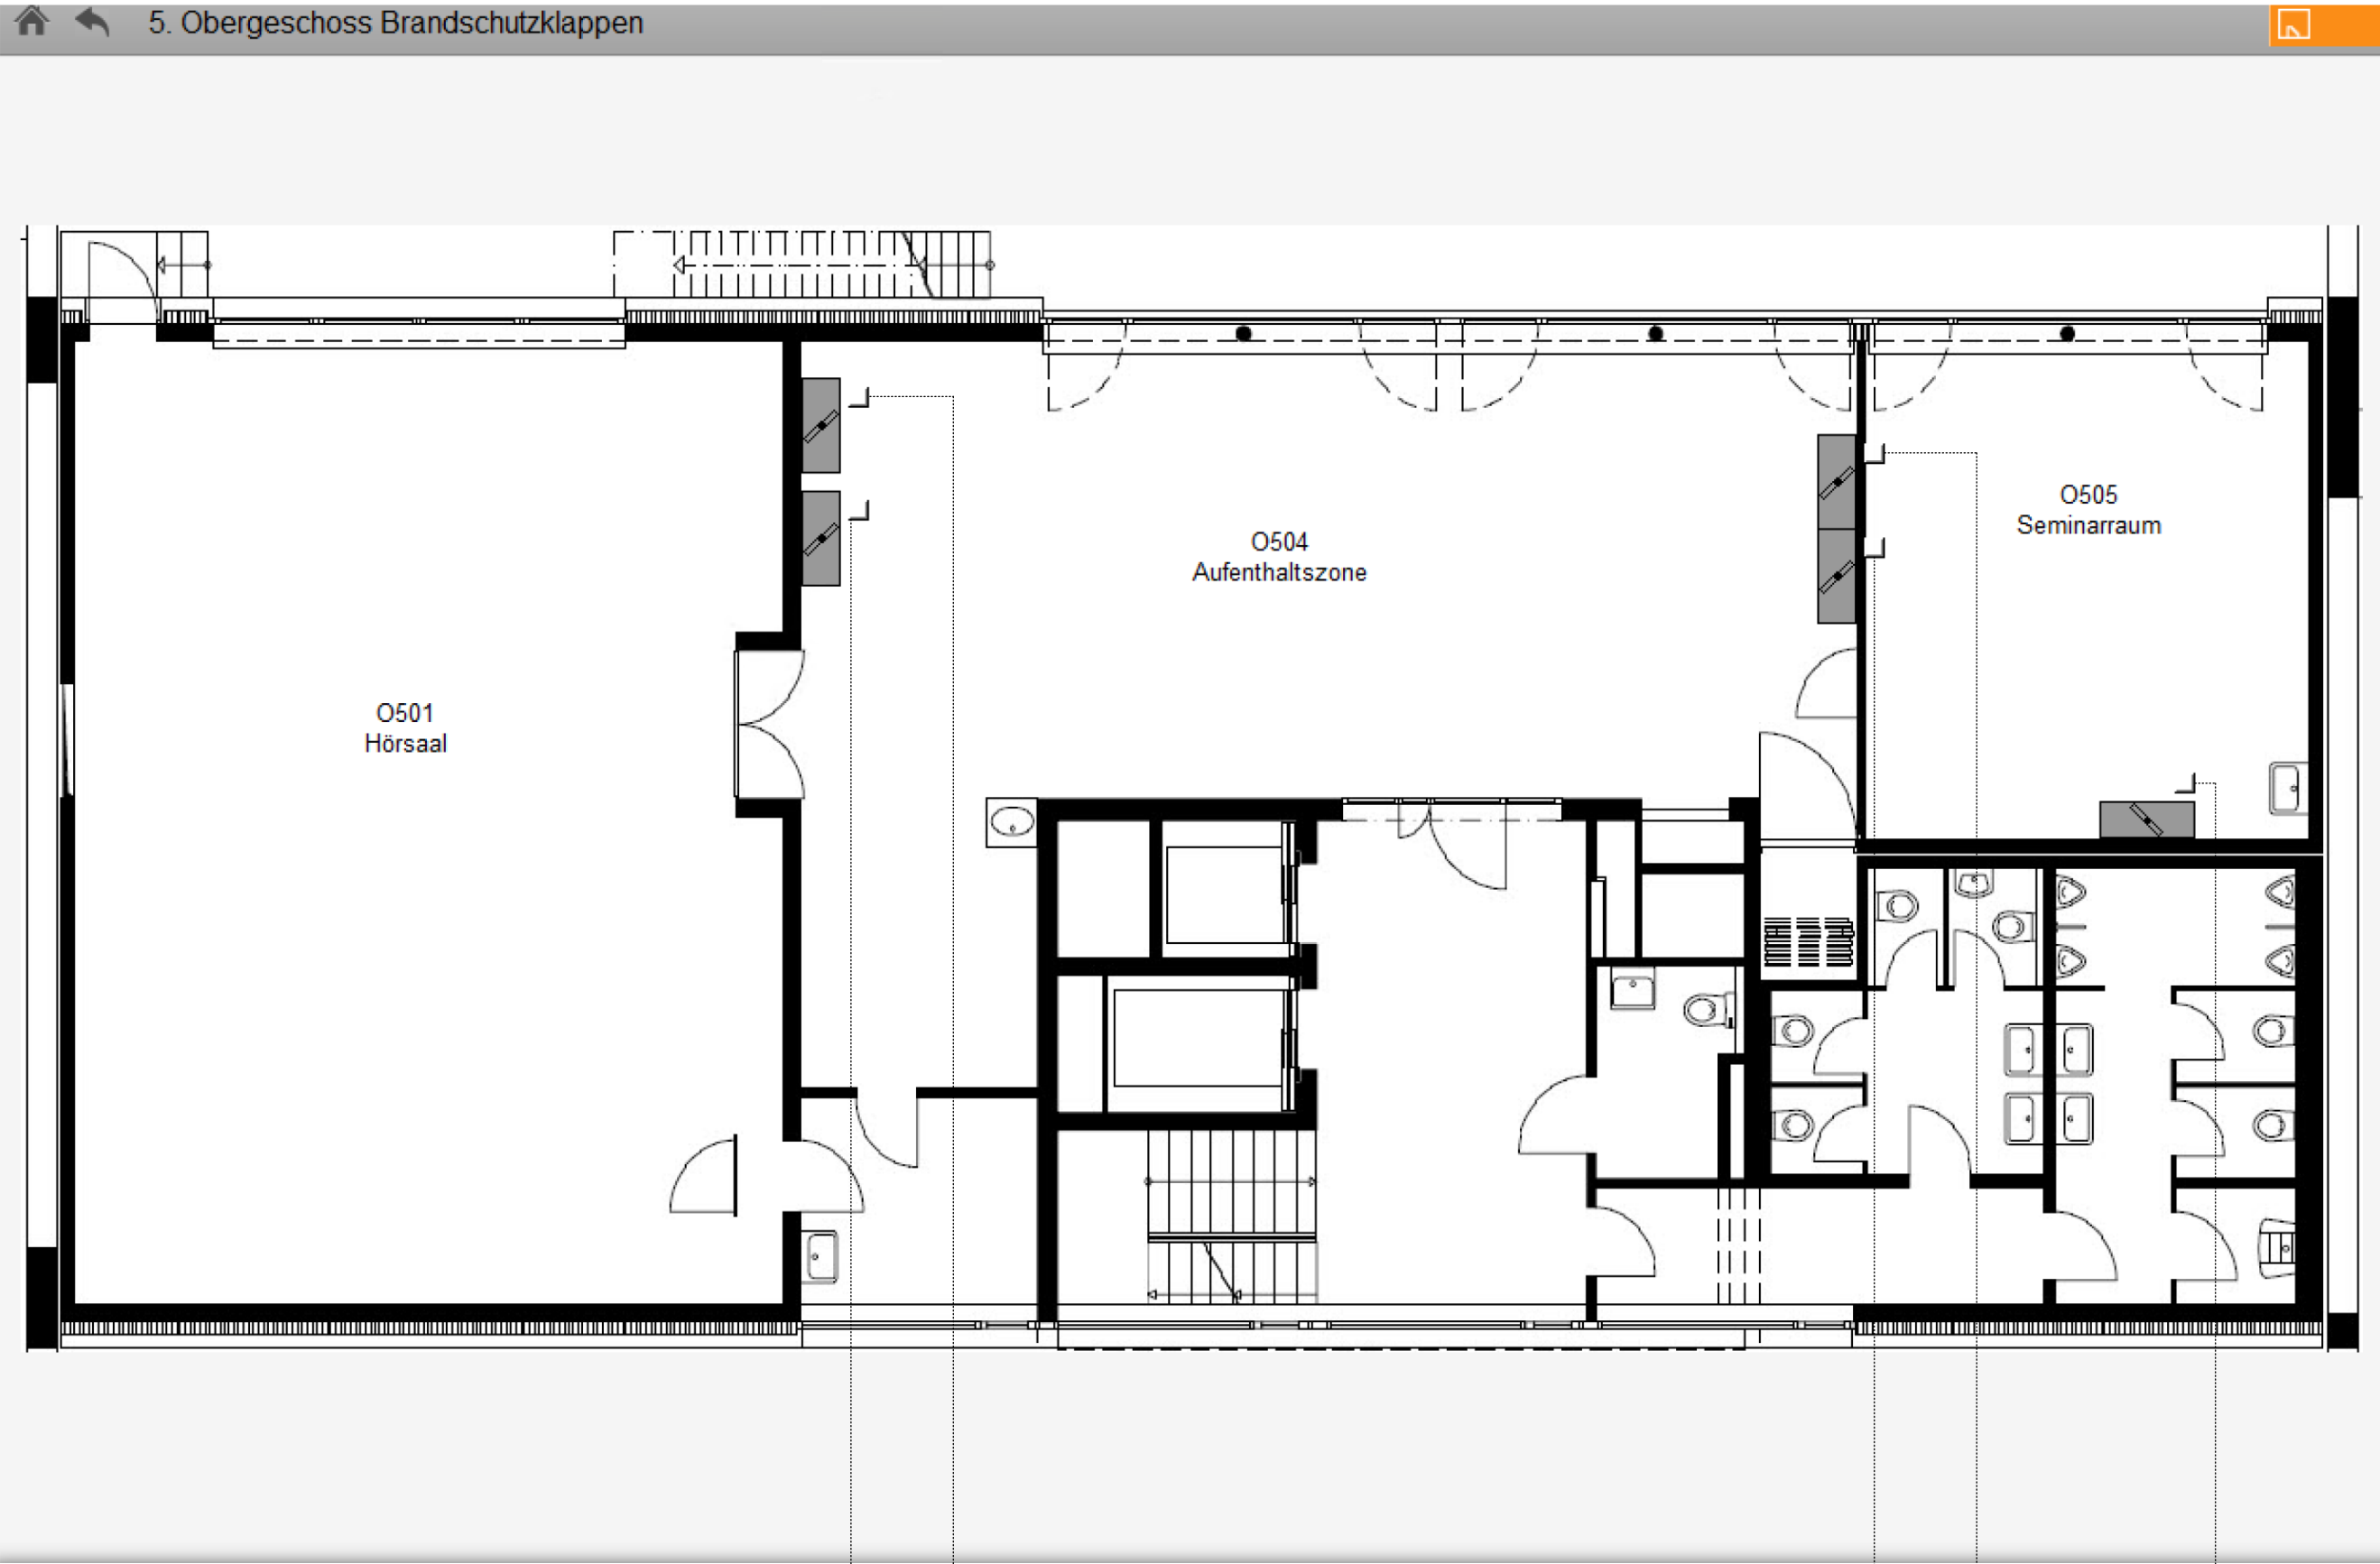 5. Obergeschoss Brandschutzklappen
O505
Seminarraum
O504
Aufenthaltszone
O501
Hörsaal